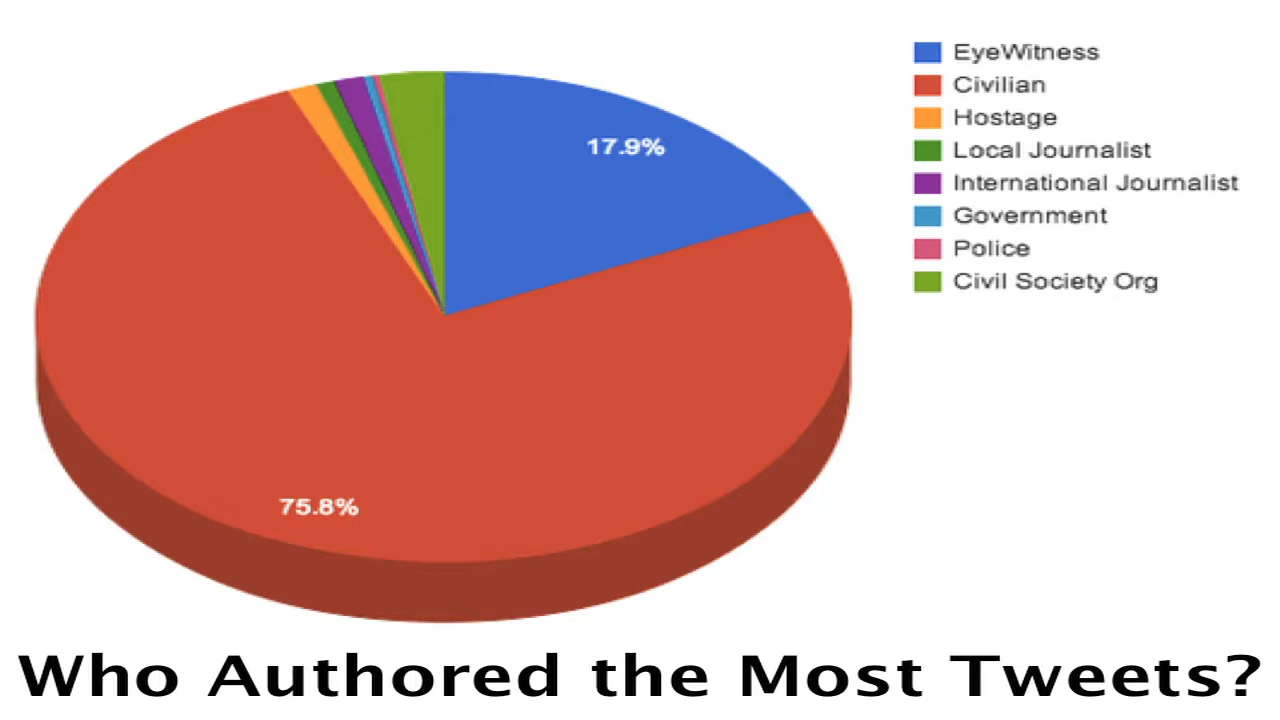 EyeWitness
Civilian
Hostage
Local Journalist
International Journalist
Government
Police
Civil Society Org
17.9%
75.8%
Who Authored the Most Tweets?